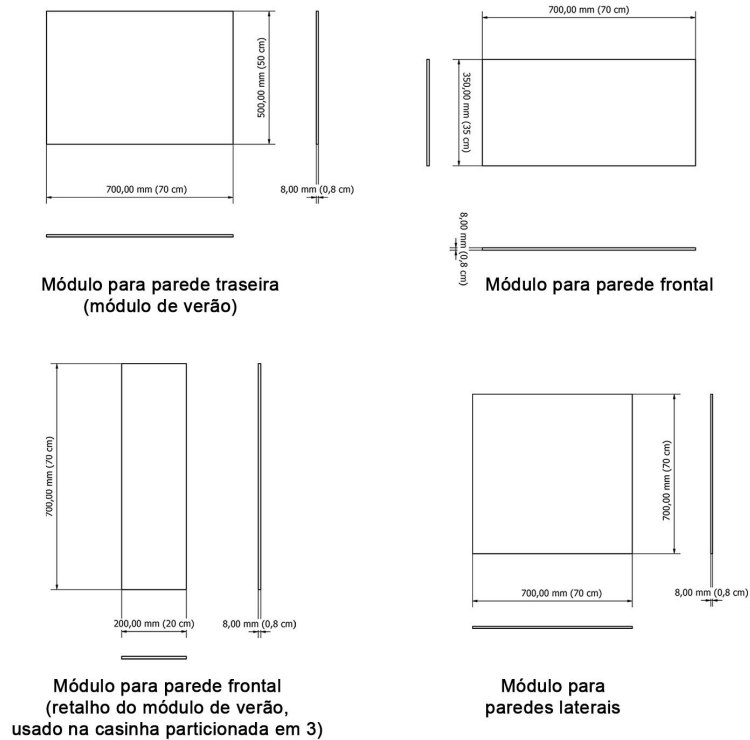 700,00 mm (70 cm)
500,00 mm (50 cm)
350,00 mm (35 cm)
700,00 mm (70 cm)
8,00 mm (0,8 cm)
8,00 mm (0,8 cm)
Módulo para parede traseira
(módulo de verão)
Módulo para parede frontal
700,00 mm (70 cm)
700,00 mm (70 cm)
700,00 mm (70 cm)
8,00 mm (0,8 cm)
200,00 mm (20 cm)
8,00 mm (0,8 cm)
Módulo para parede frontal
(retalho do módulo de verão,
usado na casinha particionada em 3)
Módulo para
paredes laterais